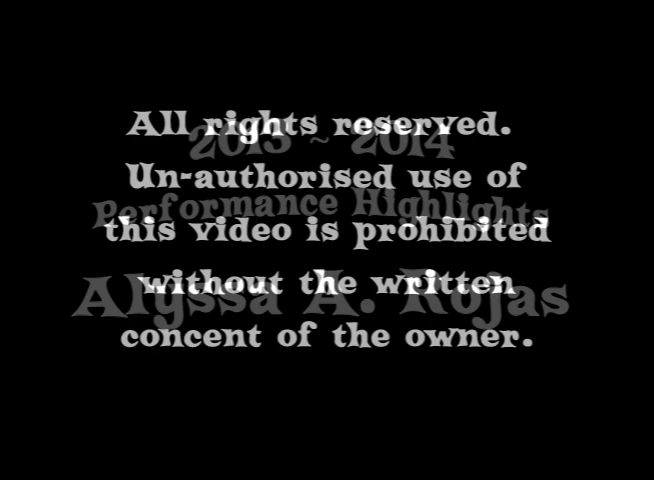 All rights reserved.
2013 ~ 2014
Un-authorised use of
Performance Highlights
this video is prohibited
without the written
Alyssa A. Rojas
concent of the owner.